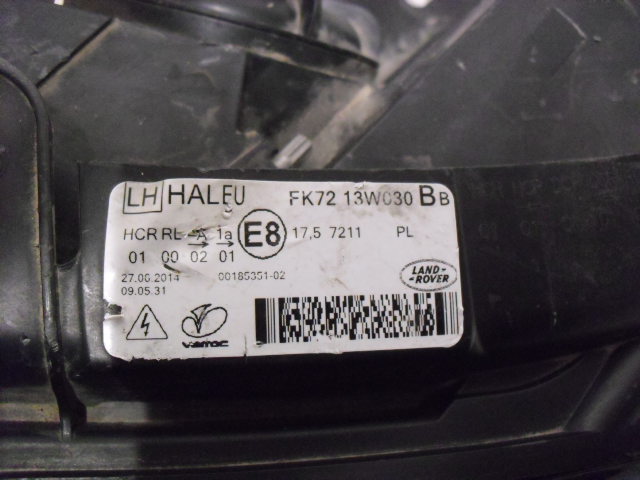 LH HALEU FK72 13W030 BB
HCR RL A 1a E8 17,5 7211 PL
01 00 02 01
27.06.2014 00185351-02
09.05.31
LAND-
-ROVER
Varroc